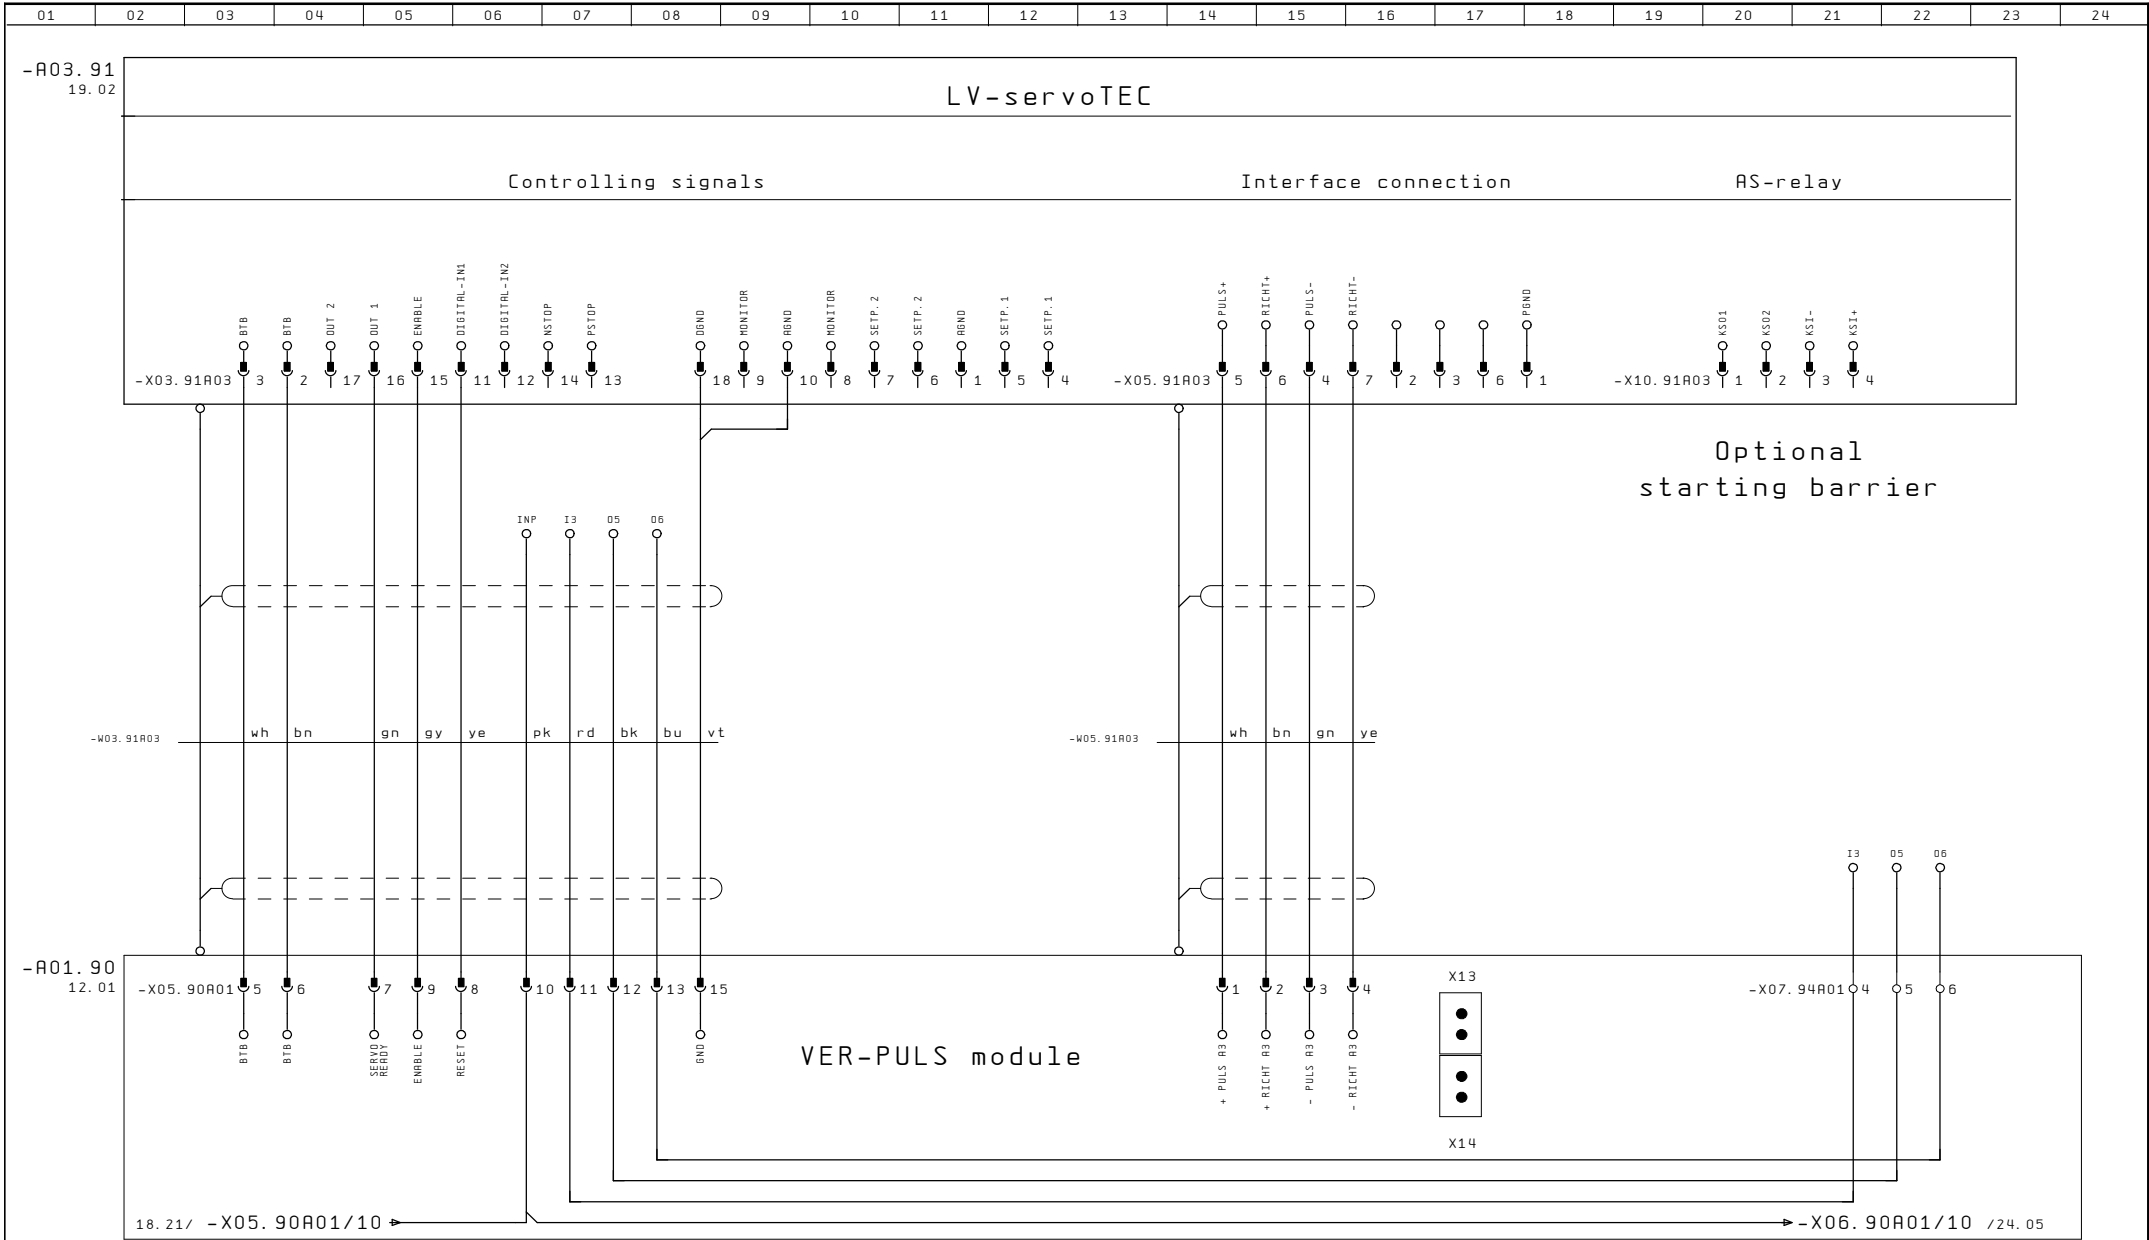 01 02 03 04 05 06 07 08 09 10 11 12 13 14 15 16 17 18 19 20 21 22 23 24
-A03.91
19.02
LV-servoTEC
Controlling signals Interface connection AS-relay
BTB BTB OUT 2 OUT 1 ENABLE DIGITAL-IN1 DIGITAL-IN2 NSTOP PSTOP DGND MONITOR AGND MONITOR SETP.2 SETP.2 AGND SETP.1 SETP.1 PULS+ RICHT+ PULS- RICHT- PGND KSO1 KSO2 KSI- KSI+
-X03.91A03 3 2 17 16 15 11 12 14 13 18 9 10 8 7 6 1 5 4 -X05.91A03 5 6 4 7 2 3 6 1 -X10.91A03 1 2 3 4
Optional
starting barrier
INP I3 O5 O6
-W03.91A03 wh bn gn gy ye pk rd bk bu vt -W05.91A03 wh bn gn ye
I3 O5 O6
-A01.90
12.01
-X05.90A01 5 6 7 9 8 10 11 12 13 15 1 2 3 4 X13 -X07.94A01 4 5 6
BTB BTB SERVO READY ENABLE RESET GND VER-PULS module + PULS A3 + RICHT A3 - PULS A3 - RICHT A3
X14
18.21/ -X05.90A01/10 -X06.90A01/10 /24.05